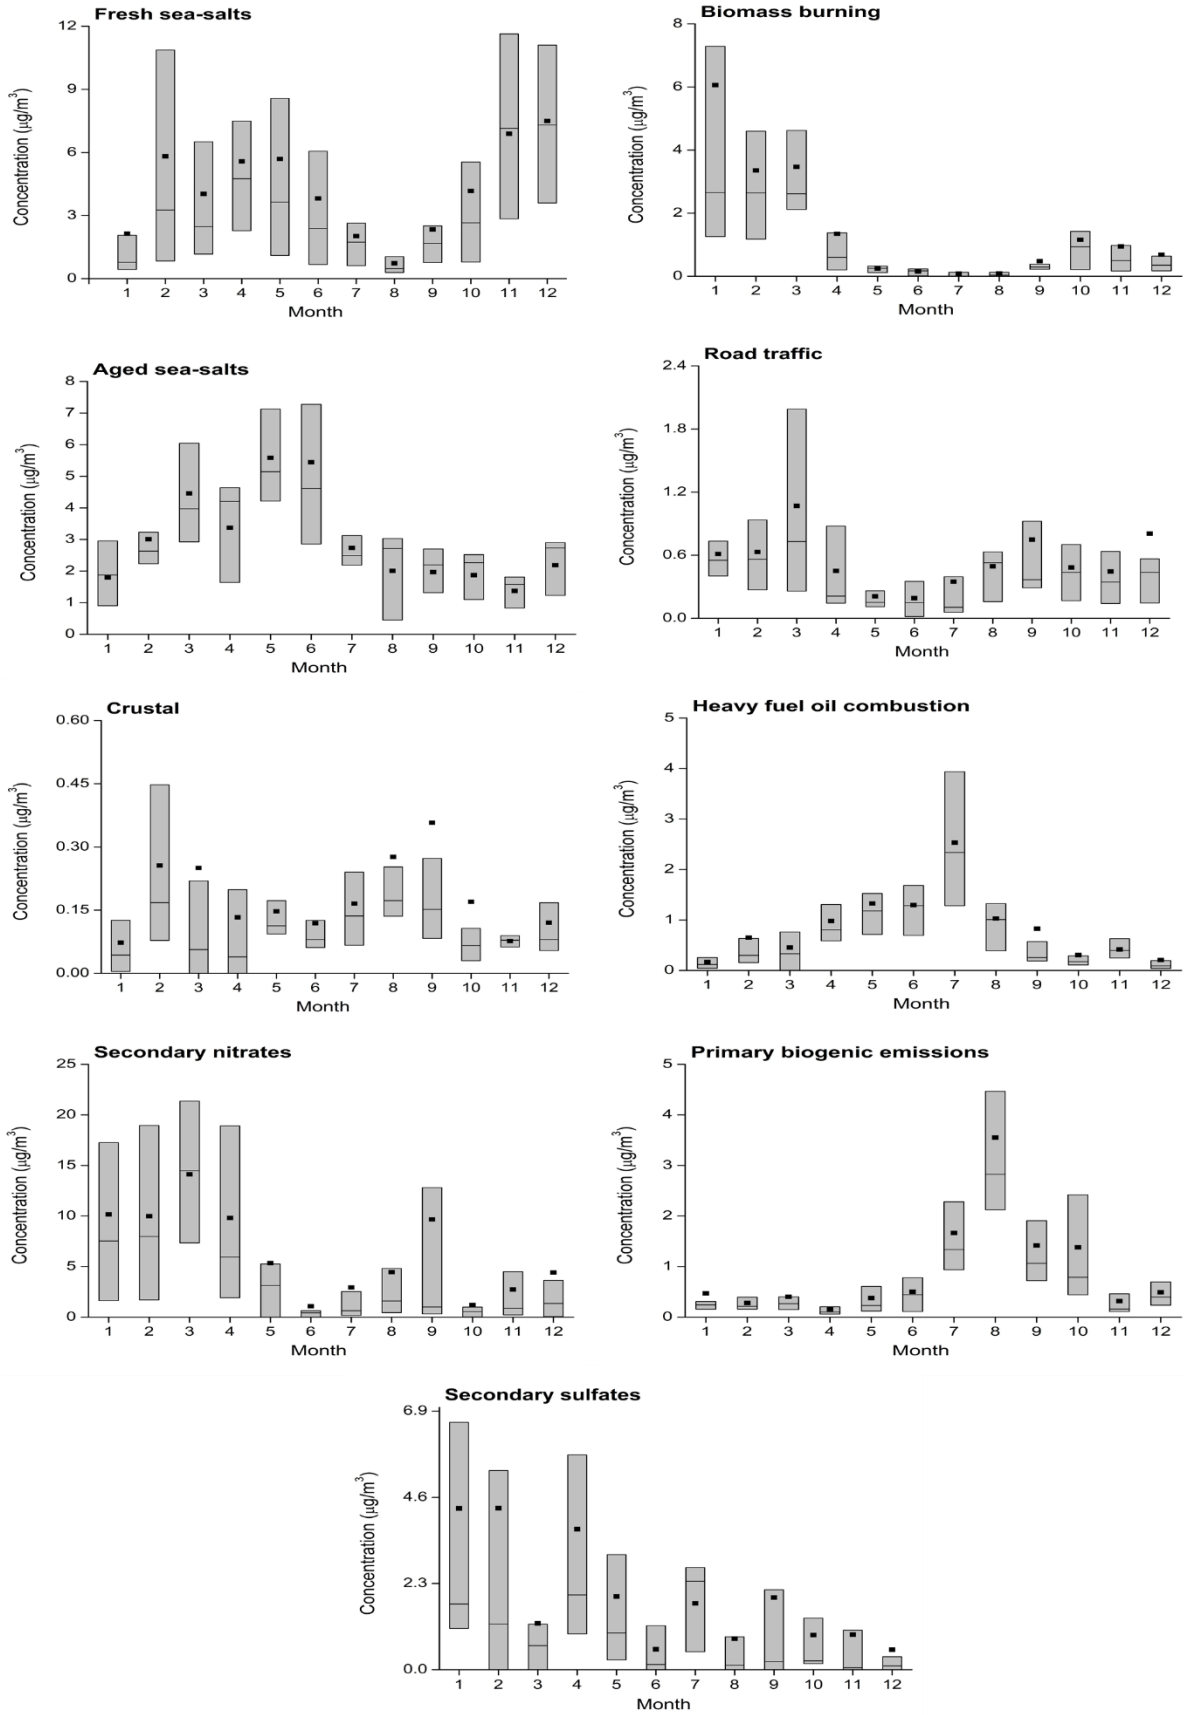 Fresh sea-salts
Concentration (μg/m³)
12
9
6
3
0
1 2 3 4 5 6 7 8 9 10 11 12
Month
Biomass burning
Concentration (μg/m³)
8
6
4
2
0
1 2 3 4 5 6 7 8 9 10 11 12
Month
Aged sea-salts
Concentration (μg/m³)
8
7
6
5
4
3
2
1
0
1 2 3 4 5 6 7 8 9 10 11 12
Month
Road traffic
Concentration (μg/m³)
2.4
1.8
1.2
0.6
0.0
1 2 3 4 5 6 7 8 9 10 11 12
Month
Crustal
Concentration (μg/m³)
0.60
0.45
0.30
0.15
0.00
1 2 3 4 5 6 7 8 9 10 11 12
Month
Heavy fuel oil combustion
Concentration (μg/m³)
5
4
3
2
1
0
1 2 3 4 5 6 7 8 9 10 11 12
Month
Secondary nitrates
Concentration (μg/m³)
25
20
15
10
5
0
1 2 3 4 5 6 7 8 9 10 11 12
Month
Primary biogenic emissions
Concentration (μg/m³)
5
4
3
2
1
0
1 2 3 4 5 6 7 8 9 10 11 12
Month
Secondary sulfates
Concentration (μg/m³)
6.9
4.6
2.3
0.0
1 2 3 4 5 6 7 8 9 10 11 12
Month